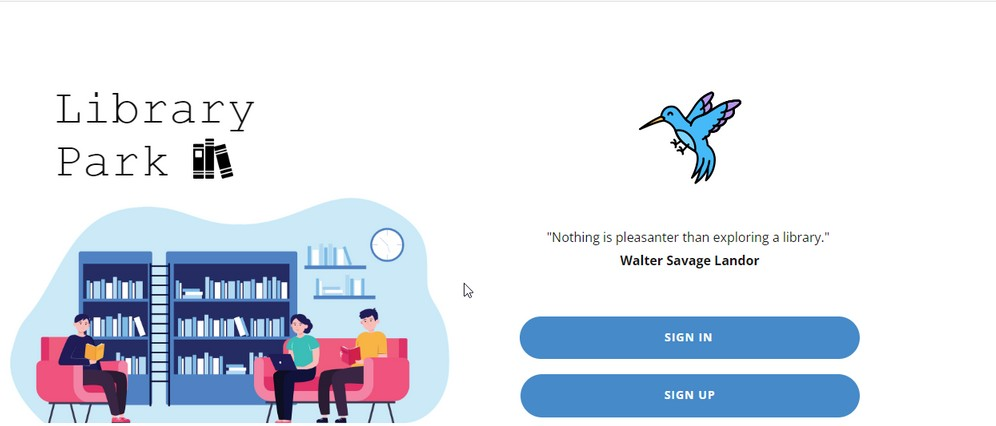 Library
Park
"Nothing is pleasanter than exploring a library."
Walter Savage Landor
SIGN IN
SIGN UP